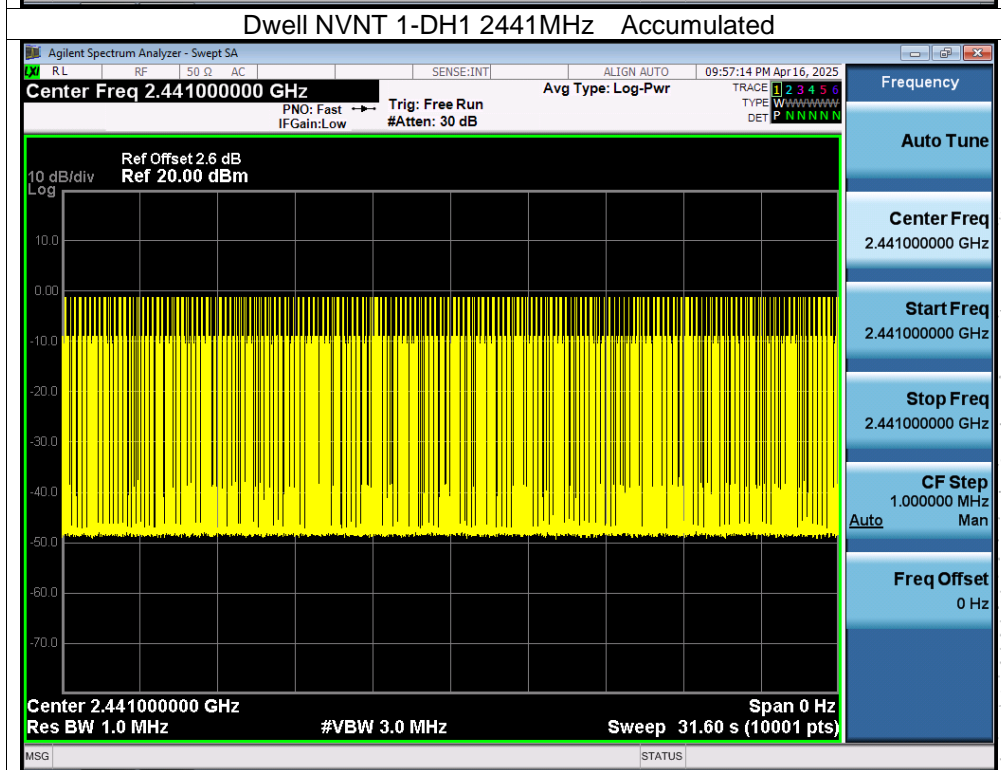 Dwell NVNT 1-DH1 2441MHz Accumulated
Agilent Spectrum Analyzer - Swept SA
LXI RL RF 50 Ω AC SENSE:INT ALIGN AUTO 09:57:14 PM Apr 16, 2025
Center Freq 2.441000000 GHz Avg Type: Log-Pwr TRACE 1 2 3 4 5 6
PNO: Fast Trig: Free Run TYPE WWWWWWW
IFGain:Low #Atten: 30 dB DET P N N N N N
Frequency
Ref Offset 2.6 dB
10 dB/div Ref 20.00 dBm
Log
10.0
0.00
-10.0
-20.0
-30.0
-40.0
-50.0
-60.0
-70.0
Center 2.441000000 GHz Span 0 Hz
Res BW 1.0 MHz #VBW 3.0 MHz Sweep 31.60 s (10001 pts)
Auto Tune
Center Freq
2.441000000 GHz
Start Freq
2.441000000 GHz
Stop Freq
2.441000000 GHz
CF Step
1.000000 MHz
Auto Man
Freq Offset
0 Hz
MSG STATUS